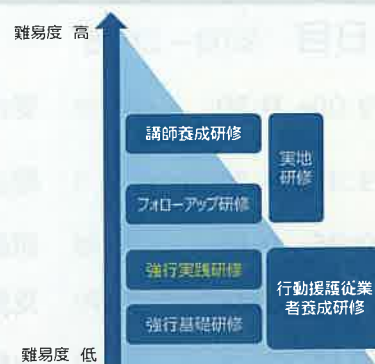 難易度 高
講師養成研修
実地
研修
フォローアップ研修
強行実践研修
行動援護従業
者養成研修
強行基礎研修
難易度 低